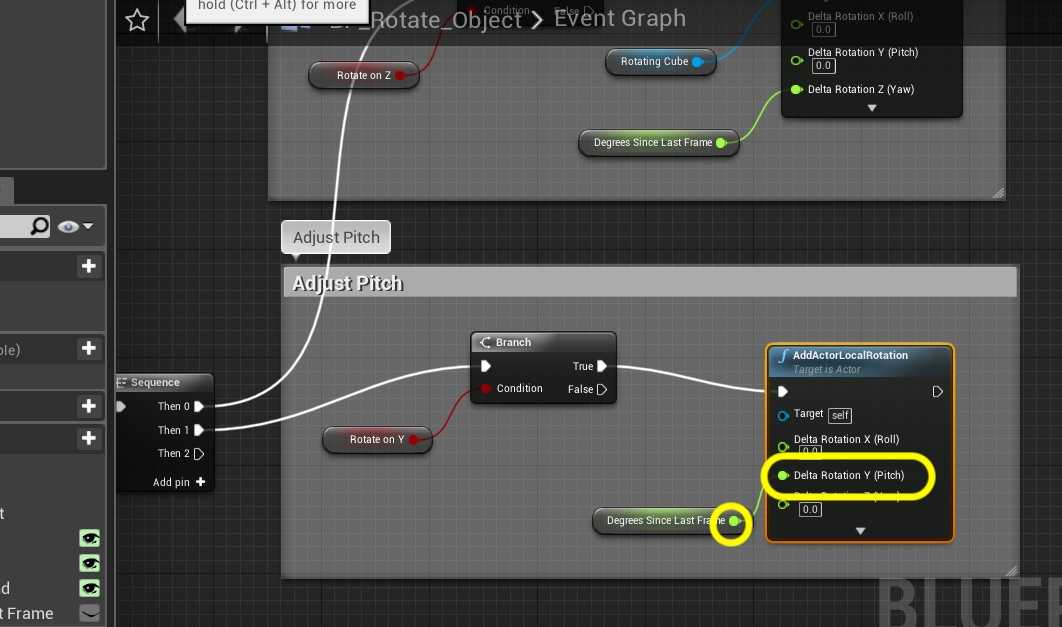 hold (Ctrl + Alt) for more
_Rotate_Object > Event Graph
Condition
False
Delta Rotation X (Roll)
0.0
Rotate on Z
Rotating Cube
Delta Rotation Y (Pitch)
0.0
Delta Rotation Z (Yaw)
Degrees Since Last Frame
Adjust Pitch
Adjust Pitch
Branch
True
Condition
False
AddActorLocalRotation
Target is Actor
Target self
Delta Rotation X (Roll)
0.0
Delta Rotation Y (Pitch)
0.0
Sequence
Then 0
Then 1
Then 2
Add pin
Rotate on Y
Degrees Since Last Frame
ble)
t
d
t Frame
BLUEP